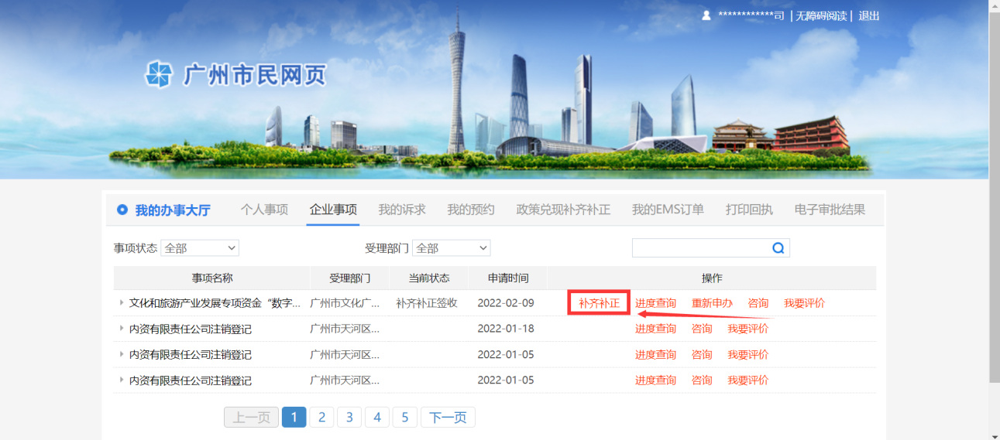 ************司 | 无障碍阅读 | 退出
广州市民网页
我的办事大厅 个人事项 企业事项 我的诉求 我的预约 政策兑现补齐补正 我的EMS订单 打印回执 电子审批结果
事项状态 全部 受理部门 全部
事项名称 受理部门 当前状态 申请时间 操作
文化和旅游产业发展专项资金“数字... 广州市文化广... 补齐补正签收 2022-02-09 补齐补正 进度查询 重新申办 咨询 我要评价
内资有限责任公司注销登记 广州市天河区... 2022-01-18 进度查询 咨询 我要评价
内资有限责任公司注销登记 广州市天河区... 2022-01-05 进度查询 咨询 我要评价
内资有限责任公司注销登记 广州市天河区... 2022-01-05 进度查询 咨询 我要评价
上一页 1 2 3 4 5 下一页